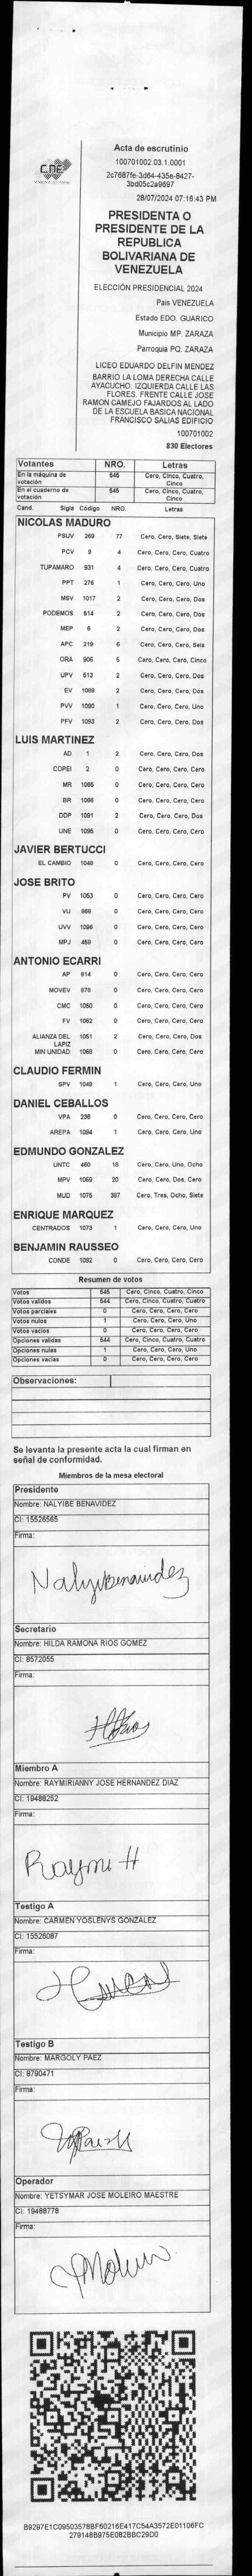 Acta de escrutinio
100701002.03.1.0001
2c7687fe-3d64-435e-8427-
3bd05c2a9697
28/07/2024 07:16:43 PM
CNE
PRESIDENTA O
PRESIDENTE DE LA
REPUBLICA
BOLIVARIANA DE
VENEZUELA
ELECCIÓN PRESIDENCIAL 2024
Pais VENEZUELA
Estado EDO. GUARICO
Municipio MP. ZARAZA
Parroquia PQ. ZARAZA
LICEO EDUARDO DELFIN MENDEZ
BARRIO LA LOMA DERECHA CALLE
AYACUCHO. IZQUIERDA CALLE LAS
FLORES. FRENTE CALLE JOSE
RAMON CAMEJO FAJARDOS AL LADO
DE LA ESCUELA BASICA NACIONAL
FRANCISCO SALIAS EDIFICIO
100701002
830 Electores
Votantes NRO. Letras
En la máquina de votación 545 Cero, Cinco, Cuatro, Cinco
En el cuaderno de votación 545 Cero, Cinco, Cuatro, Cinco
Cand. Sigla Código NRO. Letras
NICOLAS MADURO
PSUV 269 77 Cero, Cero, Siete, Siete
PCV 9 4 Cero, Cero, Cero, Cuatro
TUPAMARO 931 4 Cero, Cero, Cero, Cuatro
PPT 276 1 Cero, Cero, Cero, Uno
MSV 1017 2 Cero, Cero, Cero, Dos
PODEMOS 514 2 Cero, Cero, Cero, Dos
MEP 6 2 Cero, Cero, Cero, Dos
APC 219 6 Cero, Cero, Cero, Seis
ORA 906 5 Cero, Cero, Cero, Cinco
UPV 513 2 Cero, Cero, Cero, Dos
EV 1089 2 Cero, Cero, Cero, Dos
PVV 1090 1 Cero, Cero, Cero, Uno
PFV 1093 2 Cero, Cero, Cero, Dos
LUIS MARTINEZ
AD 1 2 Cero, Cero, Cero, Dos
COPEI 2 0 Cero, Cero, Cero, Cero
MR 1065 0 Cero, Cero, Cero, Cero
BR 1066 0 Cero, Cero, Cero, Cero
DDP 1091 2 Cero, Cero, Cero, Dos
UNE 1095 0 Cero, Cero, Cero, Cero
JAVIER BERTUCCI
EL CAMBIO 1048 0 Cero, Cero, Cero, Cero
JOSE BRITO
PV 1053 0 Cero, Cero, Cero, Cero
VU 868 0 Cero, Cero, Cero, Cero
UVV 1096 0 Cero, Cero, Cero, Cero
MPJ 458 0 Cero, Cero, Cero, Cero
ANTONIO ECARRI
AP 814 0 Cero, Cero, Cero, Cero
MOVEV 878 0 Cero, Cero, Cero, Cero
CMC 1050 0 Cero, Cero, Cero, Cero
FV 1062 0 Cero, Cero, Cero, Cero
ALIANZA DEL LAPIZ 1051 2 Cero, Cero, Cero, Dos
MIN UNIDAD 1068 0 Cero, Cero, Cero, Cero
CLAUDIO FERMIN
SPV 1049 1 Cero, Cero, Cero, Uno
DANIEL CEBALLOS
VPA 236 0 Cero, Cero, Cero, Cero
AREPA 1094 1 Cero, Cero, Cero, Uno
EDMUNDO GONZALEZ
UNTC 460 18 Cero, Cero, Uno, Ocho
MPV 1069 20 Cero, Cero, Dos, Cero
MUD 1075 387 Cero, Tres, Ocho, Siete
ENRIQUE MARQUEZ
CENTRADOS 1073 1 Cero, Cero, Cero, Uno
BENJAMIN RAUSSEO
CONDE 1092 0 Cero, Cero, Cero, Cero
Resumen de votos
Votos 545 Cero, Cinco, Cuatro, Cinco
Votos validos 544 Cero, Cinco, Cuatro, Cuatro
Votos parciales 0 Cero, Cero, Cero, Cero
Votos nulos 1 Cero, Cero, Cero, Uno
Votos vacios 0 Cero, Cero, Cero, Cero
Opciones validas 544 Cero, Cinco, Cuatro, Cuatro
Opciones nulas 1 Cero, Cero, Cero, Uno
Opciones vacias 0 Cero, Cero, Cero, Cero
Observaciones:
Se levanta la presente acta la cual firman en
señal de conformidad.
Miembros de la mesa electoral
Presidente
Nombre: NALYIBE BENAVIDEZ
CI: 15526565
Firma:
Nalyibenavidez
Secretario
Nombre: HILDA RAMONA RIOS GOMEZ
CI: 8572055
Firma:
Miembro A
Nombre: RAYMIRIANNY JOSE HERNANDEZ DIAZ
CI: 19488252
Firma:
Raymi H
Testigo A
Nombre: CARMEN YOSLENYS GONZALEZ
CI: 15526087
Firma:
Testigo B
Nombre: MARGOLY PAEZ
CI: 8790471
Firma:
Operador
Nombre: YETSYMAR JOSE MOLEIRO MAESTRE
CI: 19488778
Firma:
B9297E1C09503578BF60216E417C54A3572E01106FC
279148B975E082BBC29D0